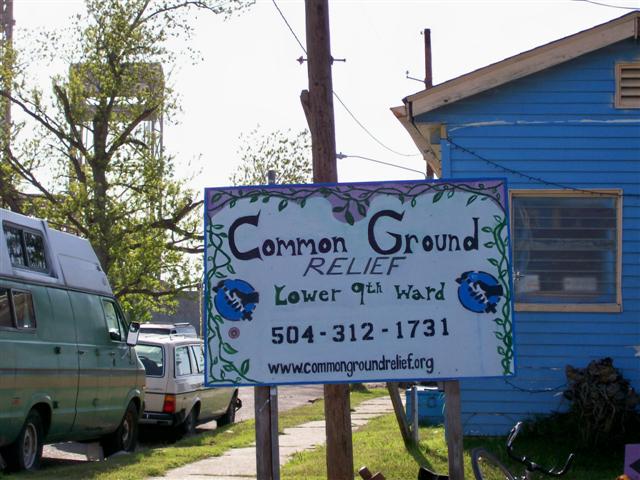 Common Ground
RELIEF
Lower 9th Ward
504-312-1731
www.commongroundrelief.org